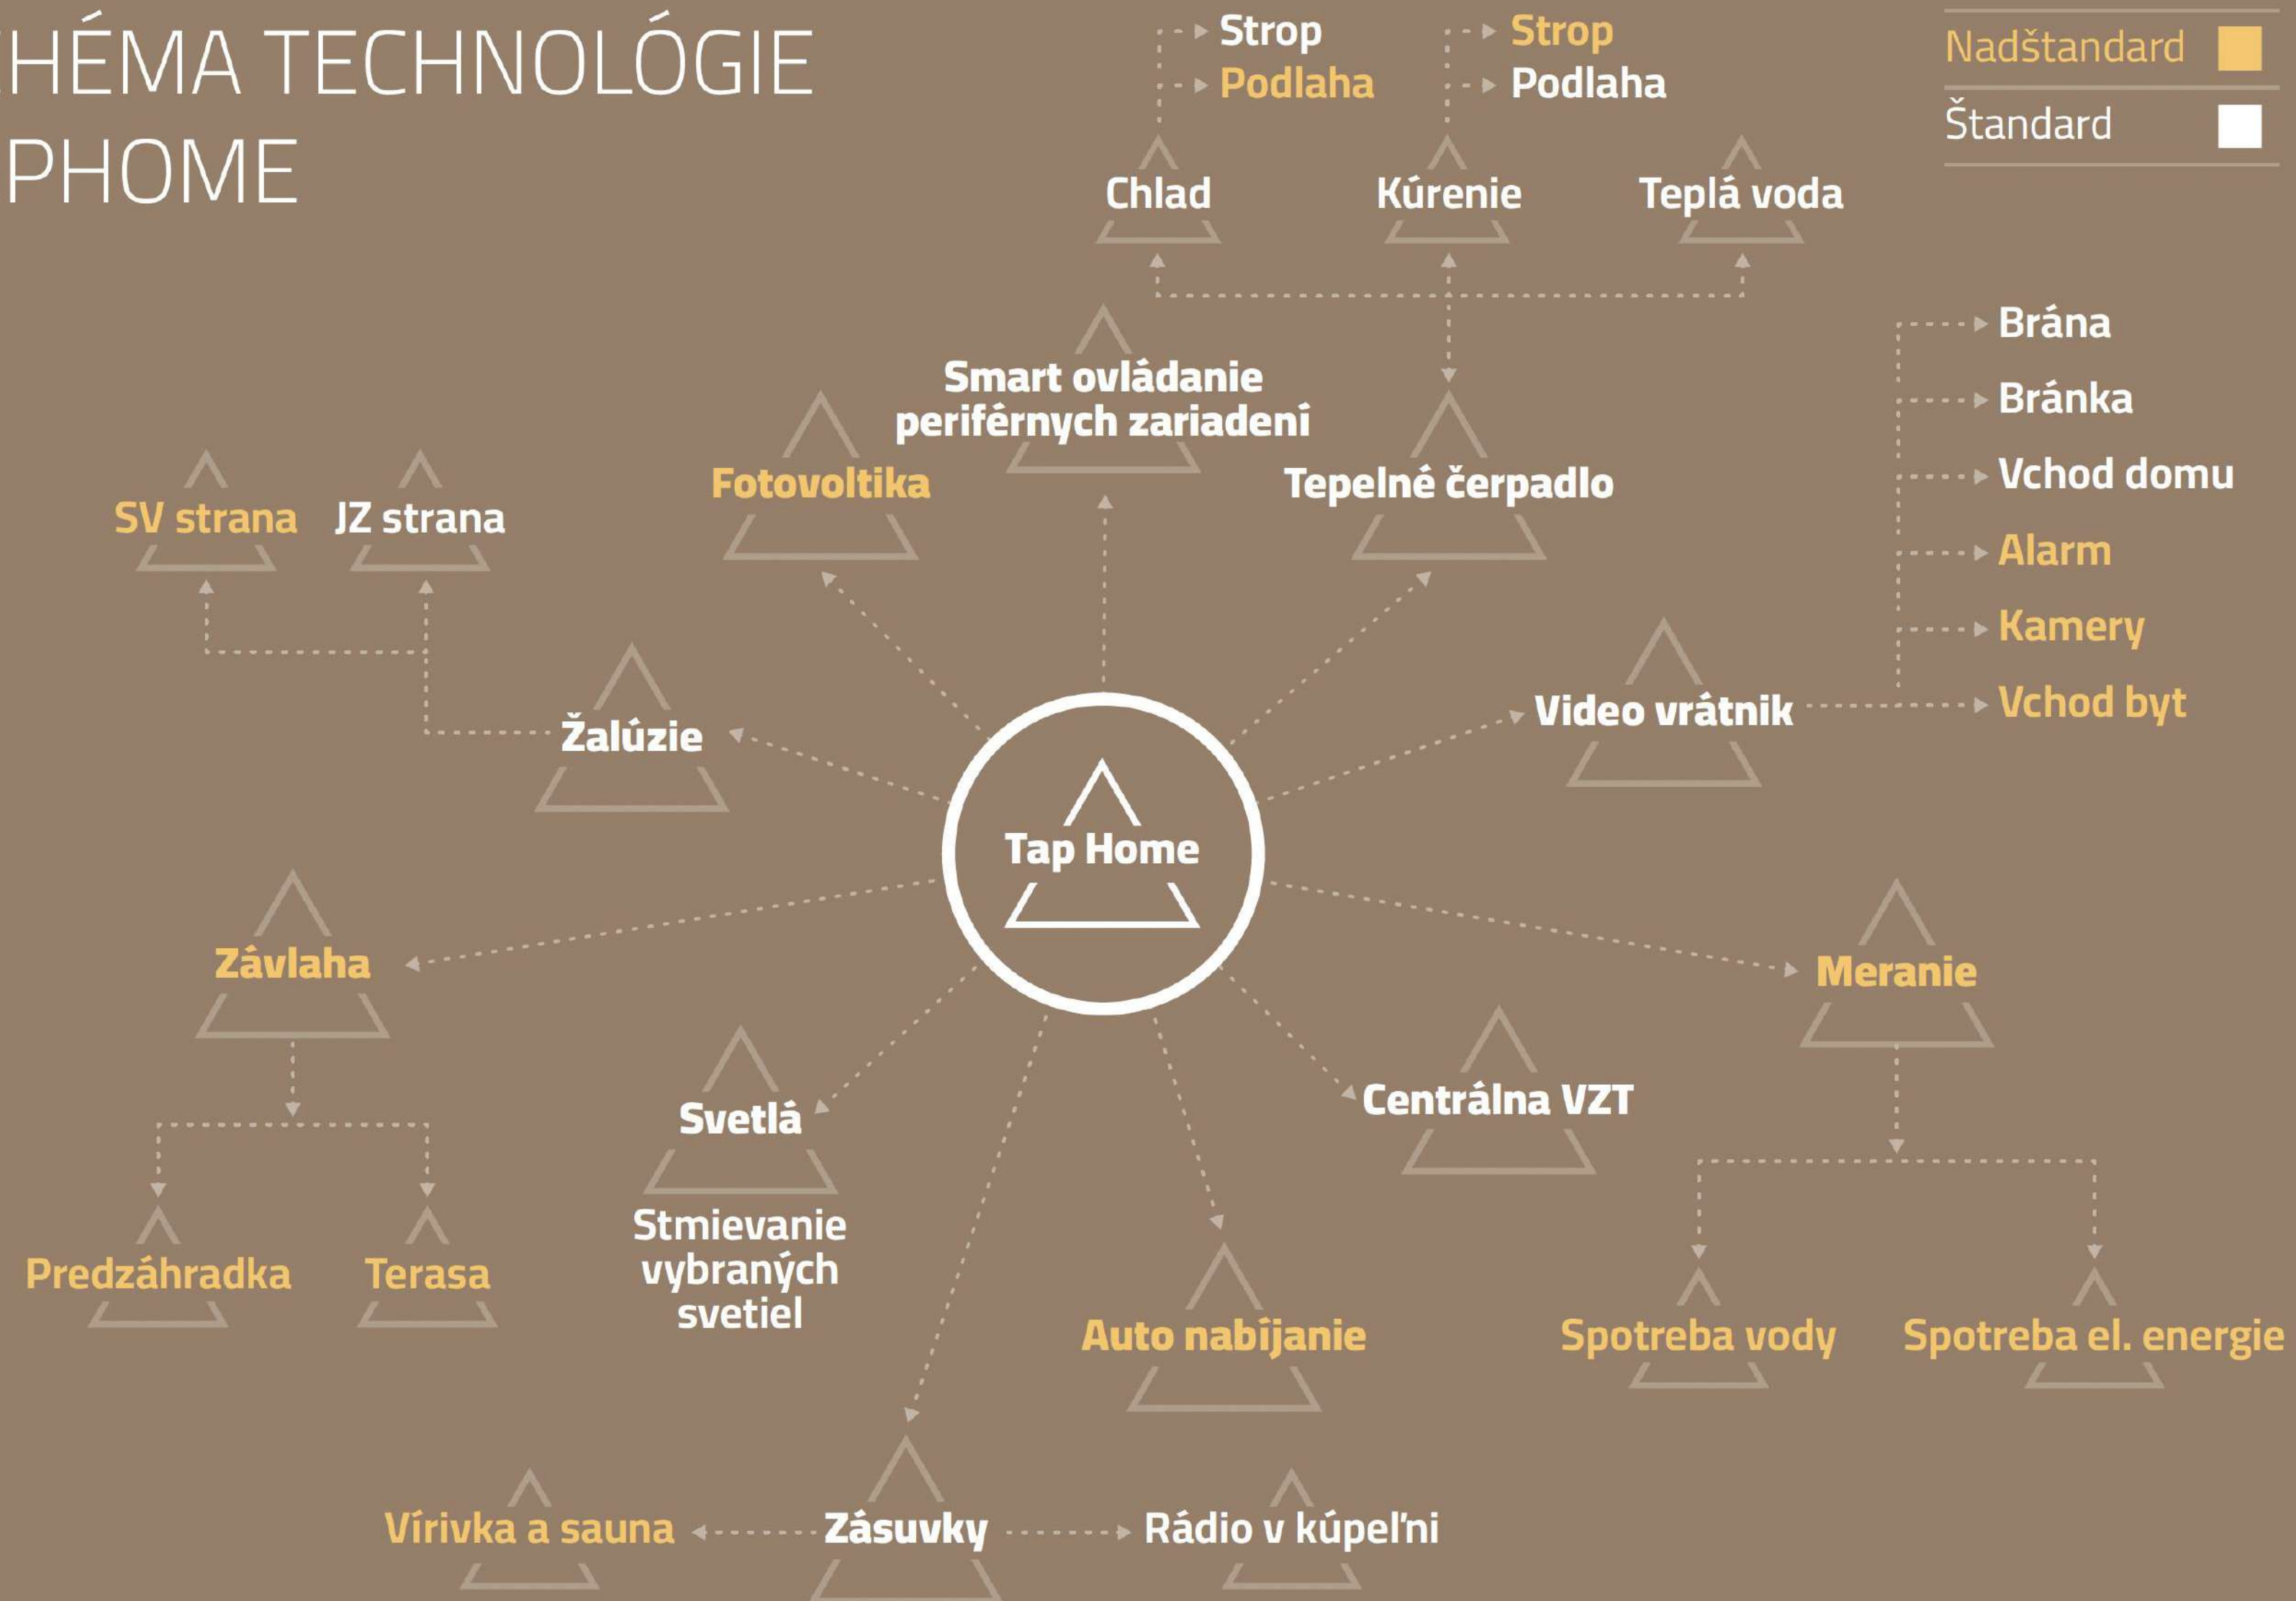 HÉMA TECHNOLÓGIE
PHOME
Nadštandard
Štandard
Strop
Podlaha
Strop
Podlaha
Chlad
Kúrenie
Teplá voda
Smart ovládanie
periférnych zariadení
Fotovoltika
Tepelné čerpadlo
SV strana
JZ strana
Brána
Bránka
Vchod domu
Alarm
Kamery
Vchod byt
Video vrátnik
Žalúzie
Tap Home
Závlaha
Meranie
Svetlá
Stmievanie
vybraných
svetiel
Centrálna VZT
Predzáhradka
Terasa
Auto nabíjanie
Spotreba vody
Spotreba el. energie
Vírivka a sauna
Zásuvky
Rádio v kúpeľni